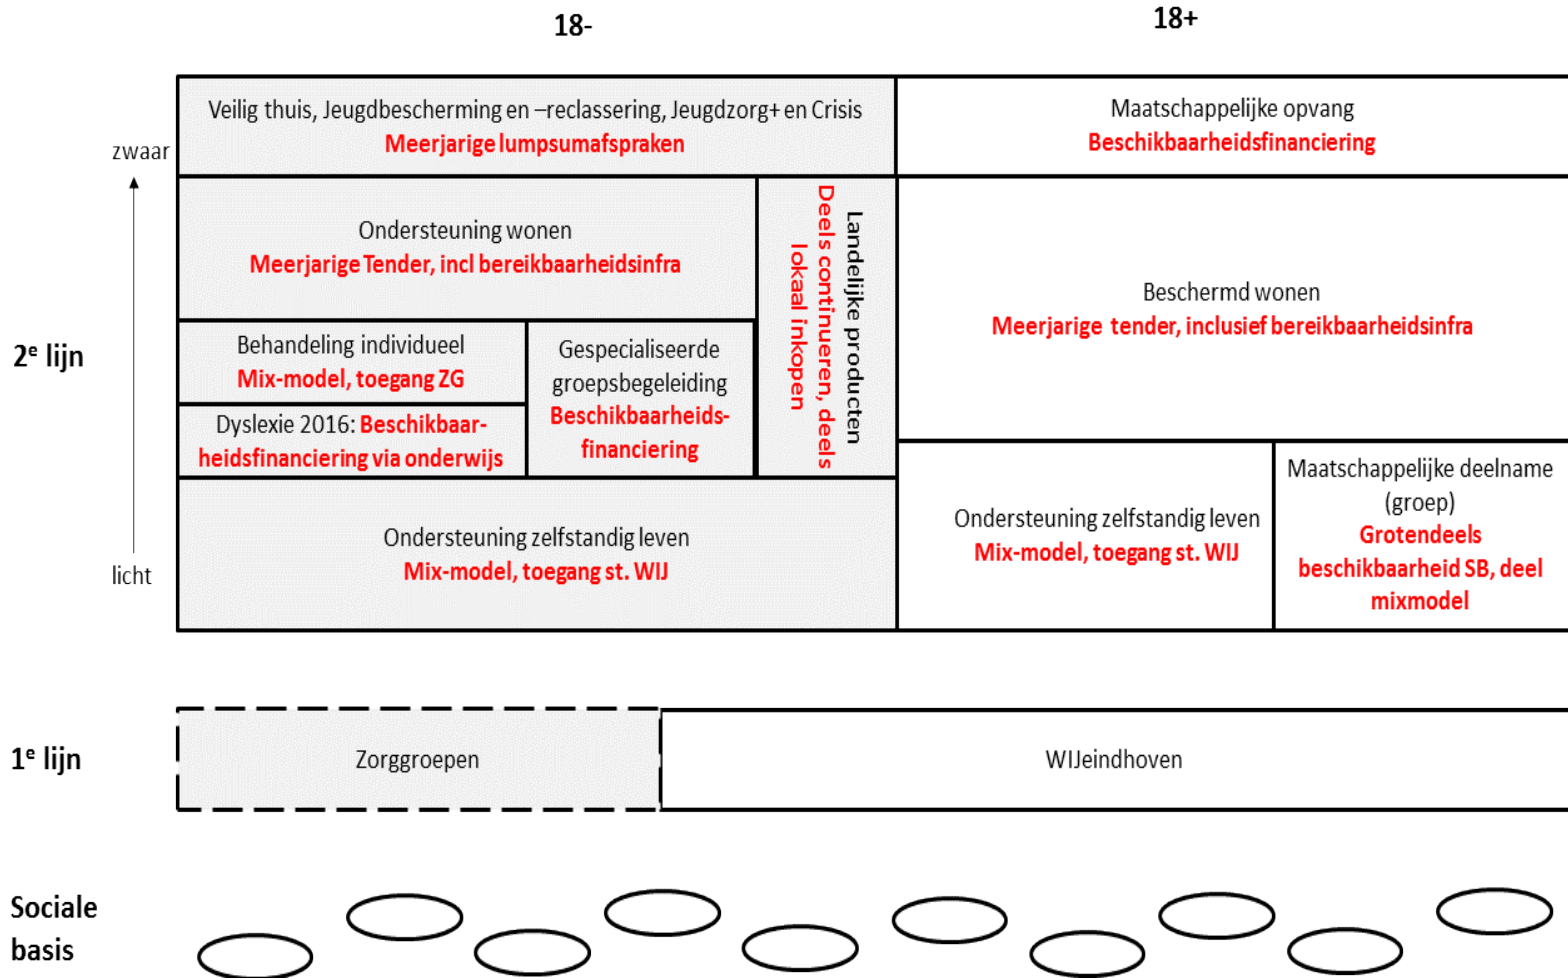 18-
18+
Veilig thuis, Jeugdbescherming en –reclassering, Jeugdzorg+ en Crisis
Meerjarige lumpsumafspraken
Maatschappelijke opvang
Beschikbaarheidsfinanciering
zwaar
Ondersteuning wonen
Meerjarige Tender, incl bereikbaarheidsinfra
Landelijke producten
Deels continueren, deels
lokaal inkopen
Beschermd wonen
Meerjarige tender, inclusief bereikbaarheidsinfra
2e lijn
Behandeling individueel
Mix-model, toegang ZG
Gespecialiseerde
groepsbegeleiding
Beschikbaarheids-
financiering
Dyslexie 2016: Beschikbaar-
heidsfinanciering via onderwijs
Ondersteuning zelfstandig leven
Mix-model, toegang st. WIJ
Ondersteuning zelfstandig leven
Mix-model, toegang st. WIJ
Maatschappelijke deelname
(groep)
Grotendeels
beschikbaarheid SB, deel
mixmodel
licht
1e lijn
Zorggroepen
WIJeindhoven
Sociale
basis